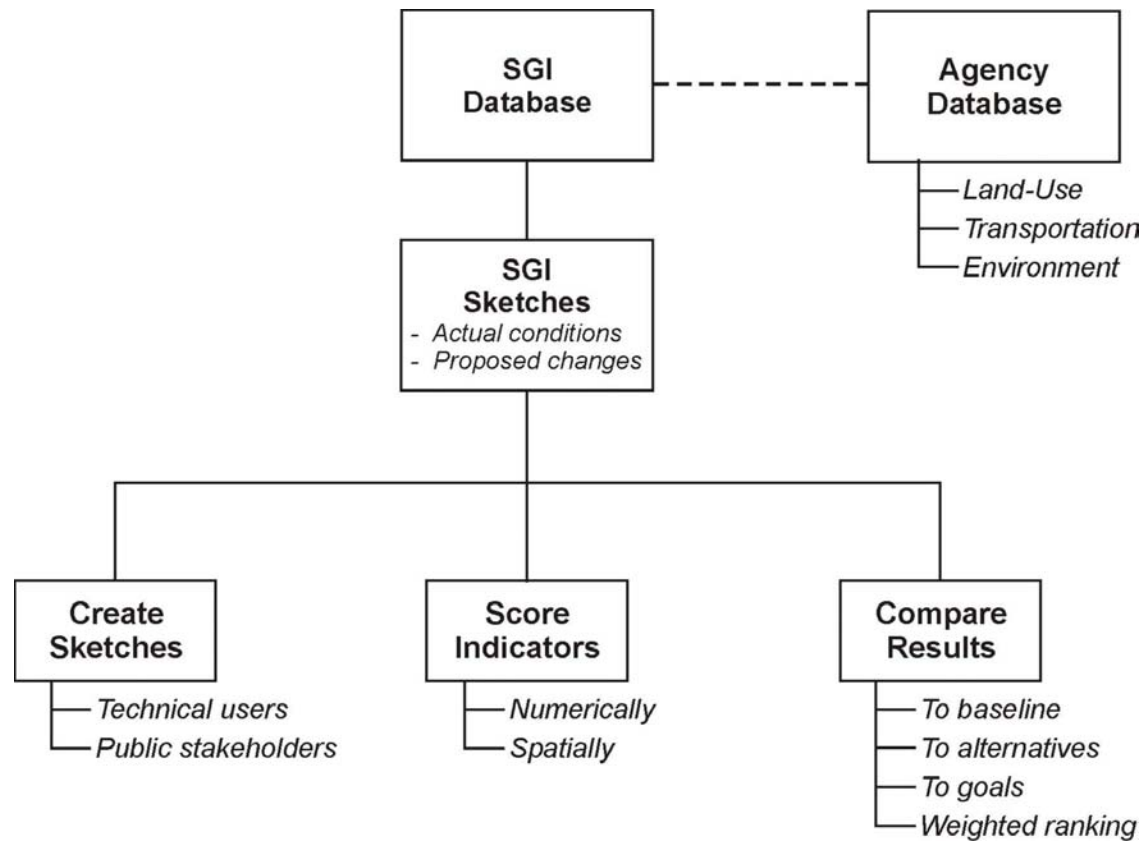 SGI
Database
Agency
Database
Land-Use
Transportation
Environment
SGI
Sketches
- Actual conditions
- Proposed changes
Create
Sketches
Technical users
Public stakeholders
Score
Indicators
Numerically
Spatially
Compare
Results
To baseline
To alternatives
To goals
Weighted ranking